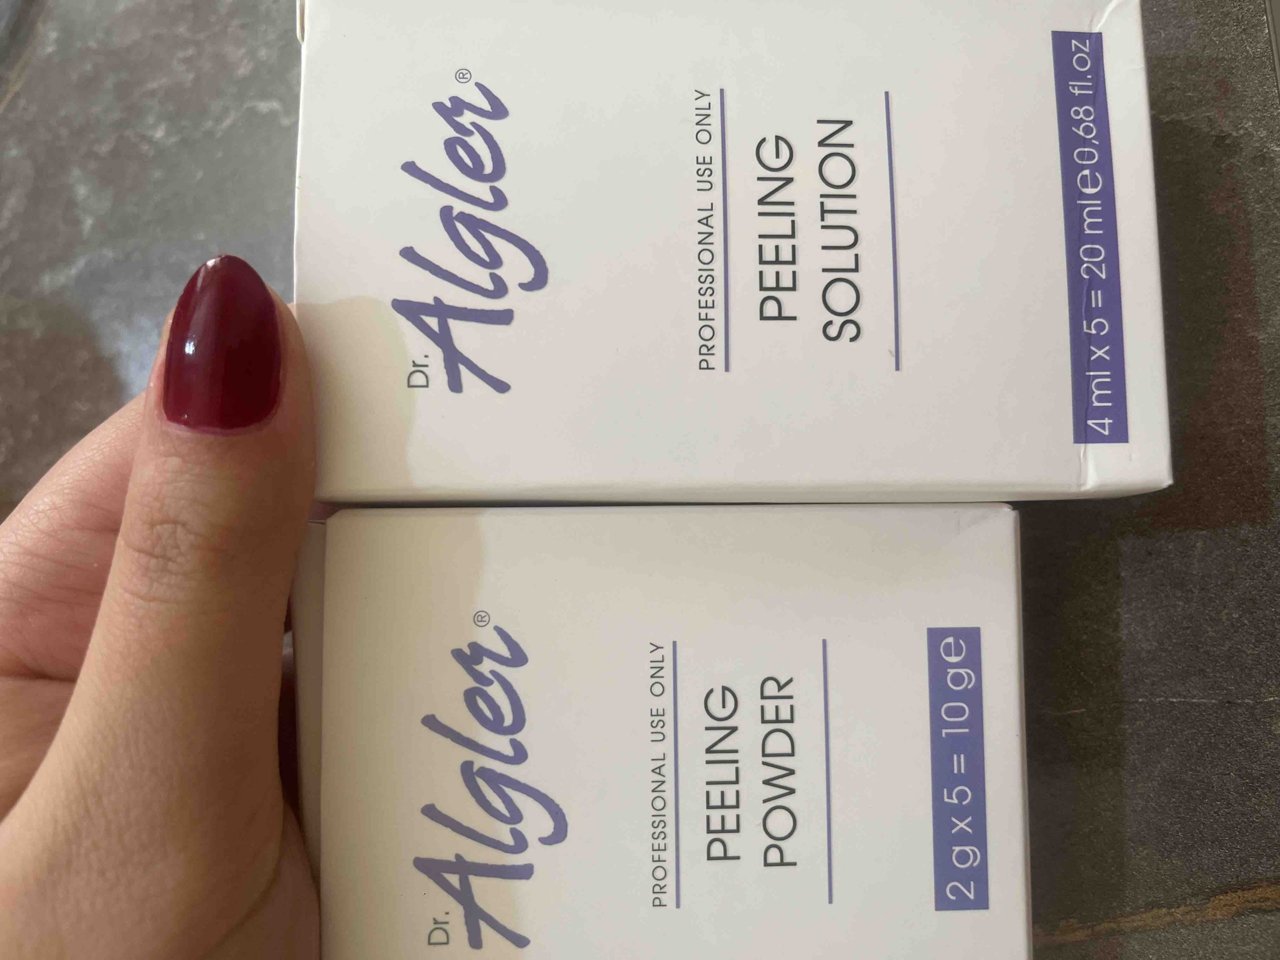 Dr.
Algler®
PROFESSIONAL USE ONLY
PEELING
SOLUTION
4 ml x 5 = 20 ml e 0,68 fl.oz
Dr.
Algler®
PROFESSIONAL USE ONLY
PEELING
POWDER
2 g x 5 = 10 g e